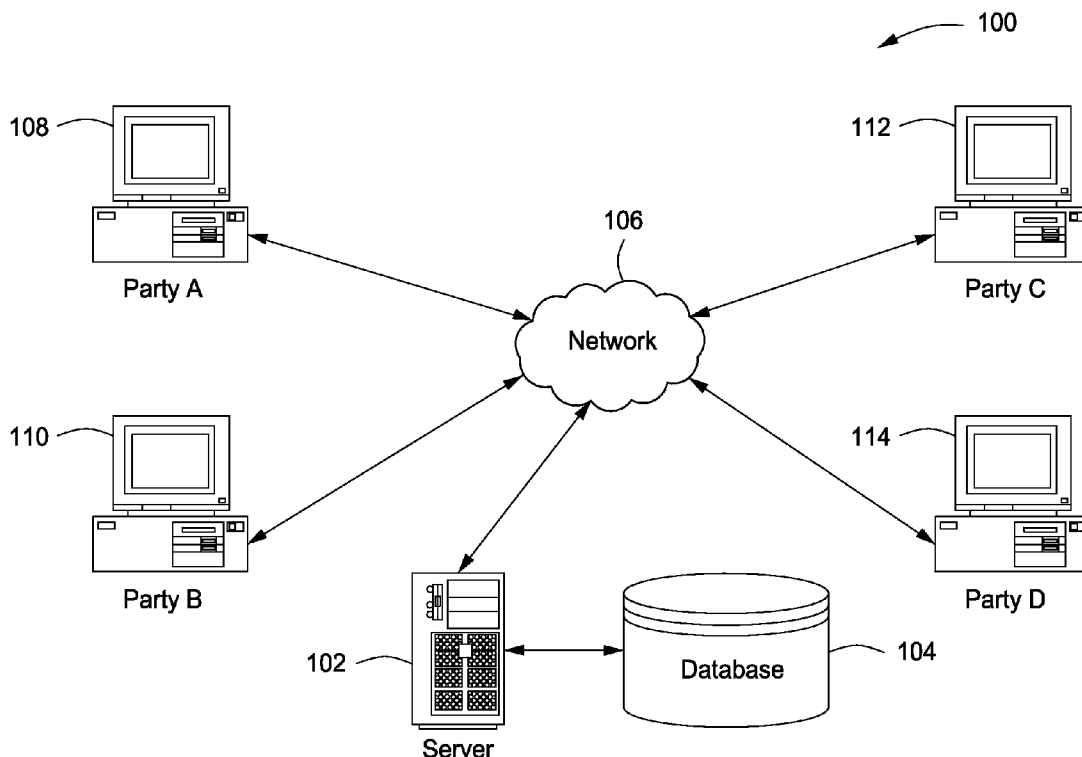 100
108
112
106
Party A
Network
Party C
110
114
Party B
Party D
102
Database
104
Server